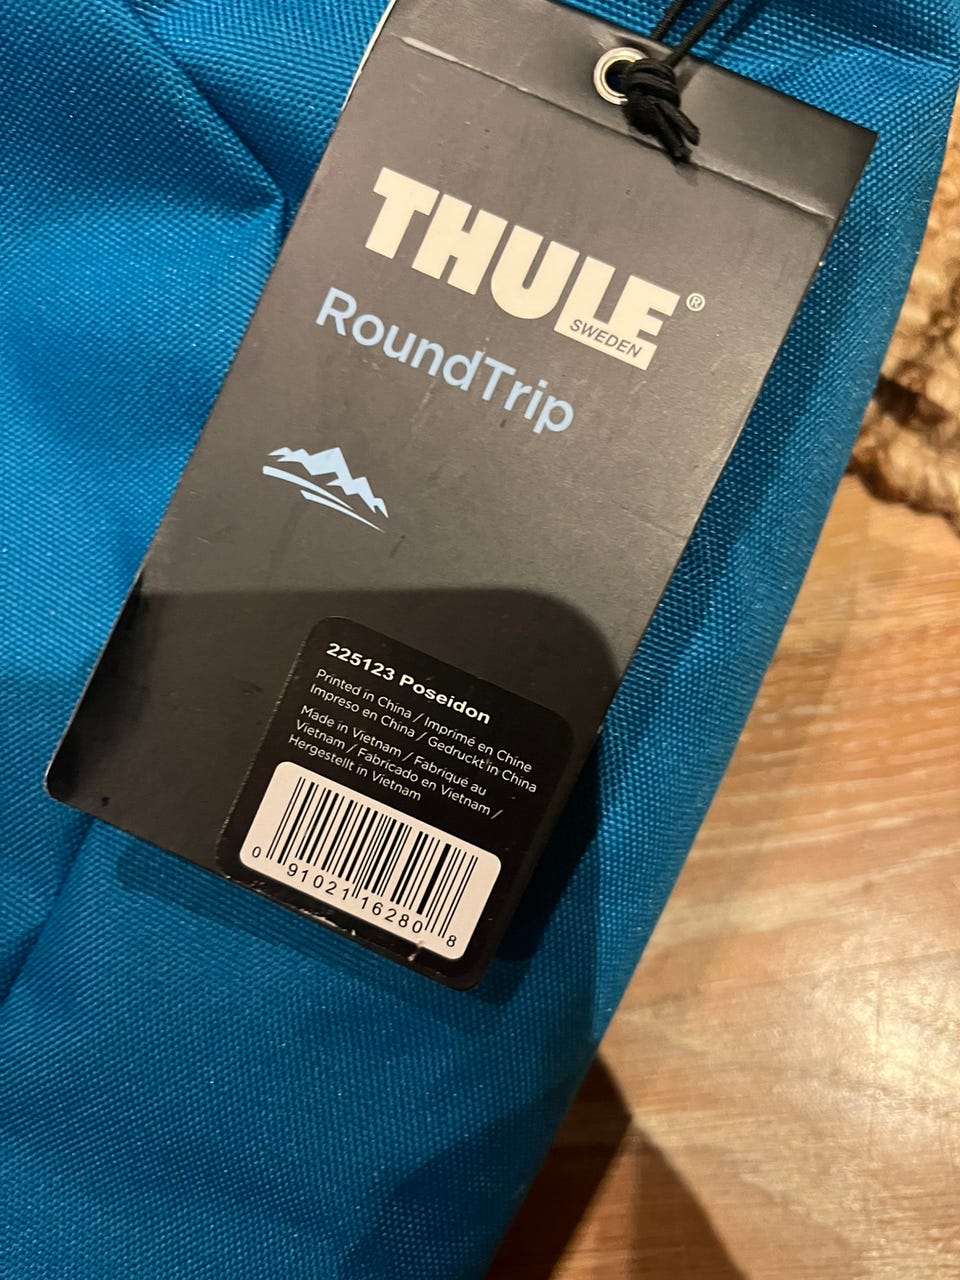 THULE®
SWEDEN
RoundTrip
225123 Poseidon
Printed in China / Imprimé en Chine
Impreso en China / Gedruckt in China
Made in Vietnam / Fabriqué au
Vietnam / Fabricado en Vietnam /
Hergestellt in Vietnam
0 91021 16280 8